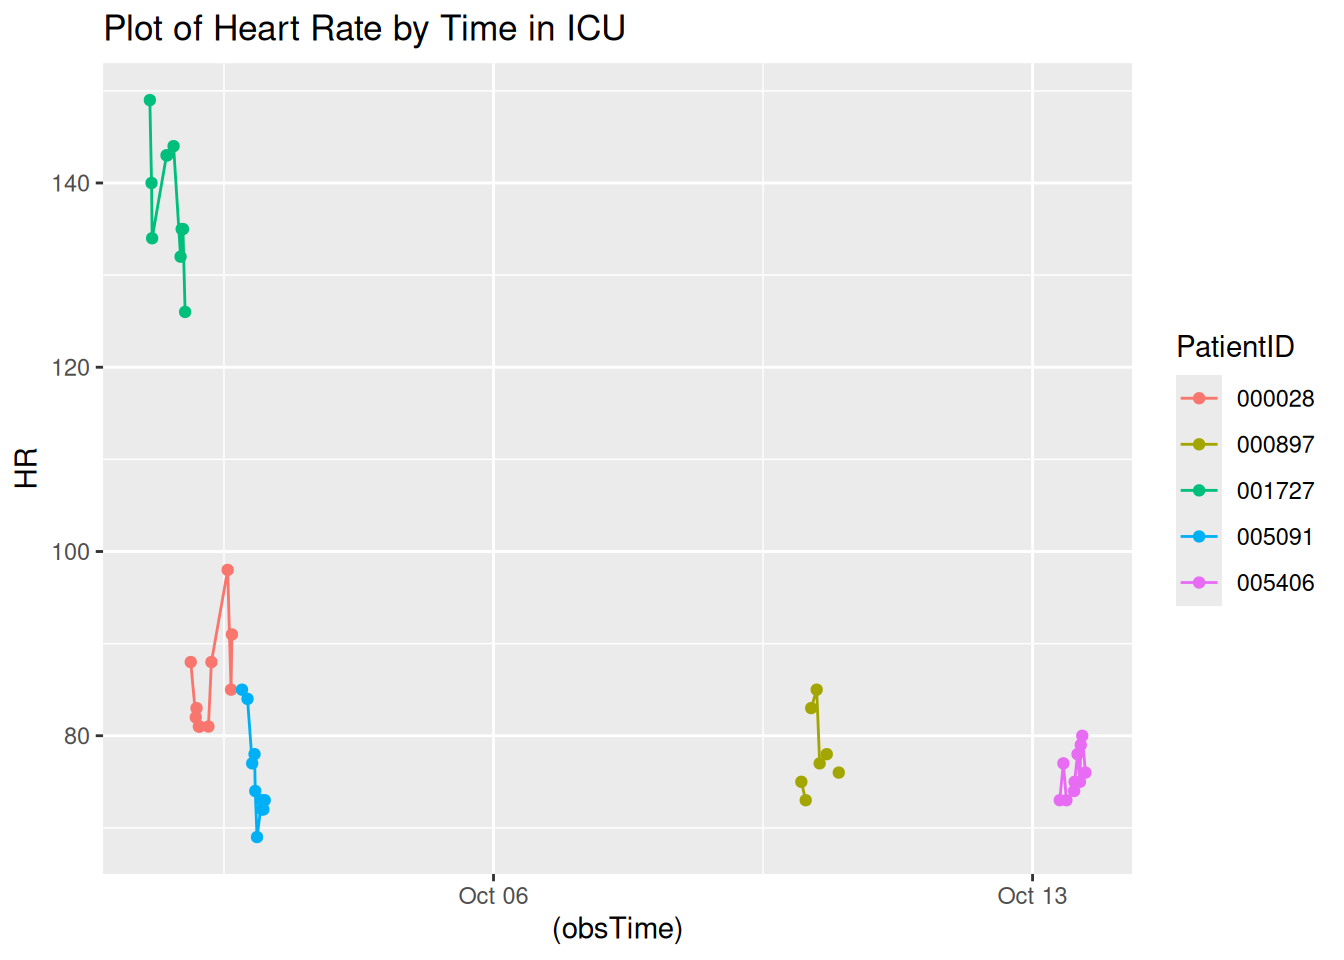 Plot of Heart Rate by Time in ICU
140
120
100
80
HR
Oct 06
Oct 13
(obsTime)
PatientID
000028
000897
001727
005091
005406